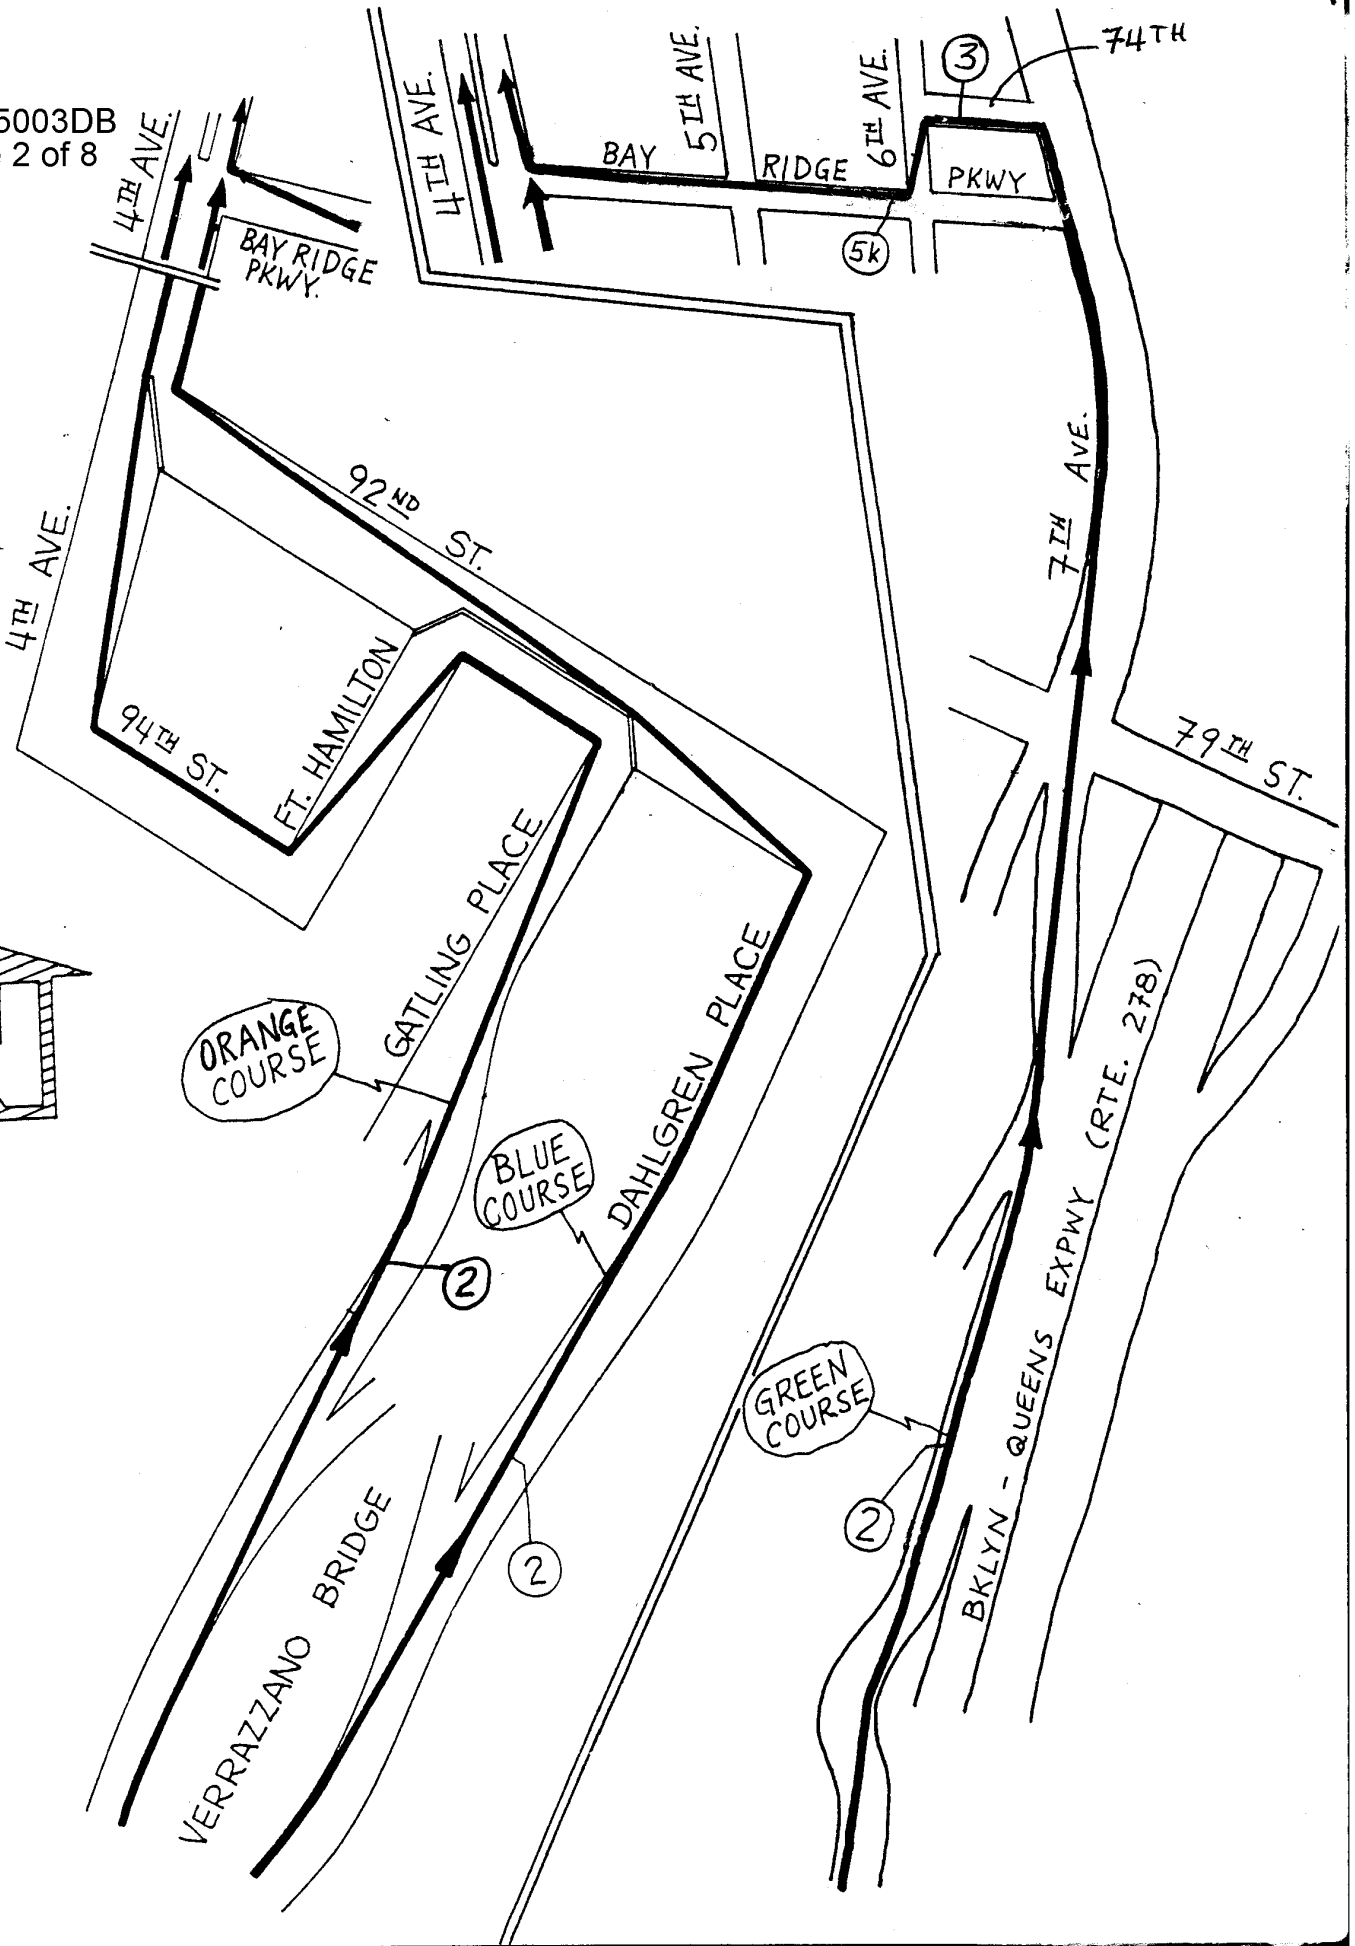 5003DB
2 of 8
4TH AVE.
BAY RIDGE
PKWY.
4TH AVE.
BAY
RIDGE
PKWY
5TH AVE.
6TH AVE.
3
74TH
5K
92ND ST.
4TH AVE.
94TH ST.
FT. HAMILTON
GATLING PLACE
DAHLGREN PLACE
7TH AVE.
79TH ST.
ORANGE
COURSE
BLUE
COURSE
2
2
VERRAZZANO BRIDGE
GREEN
COURSE
2
BKLYN - QUEENS EXPWY (RTE. 278)